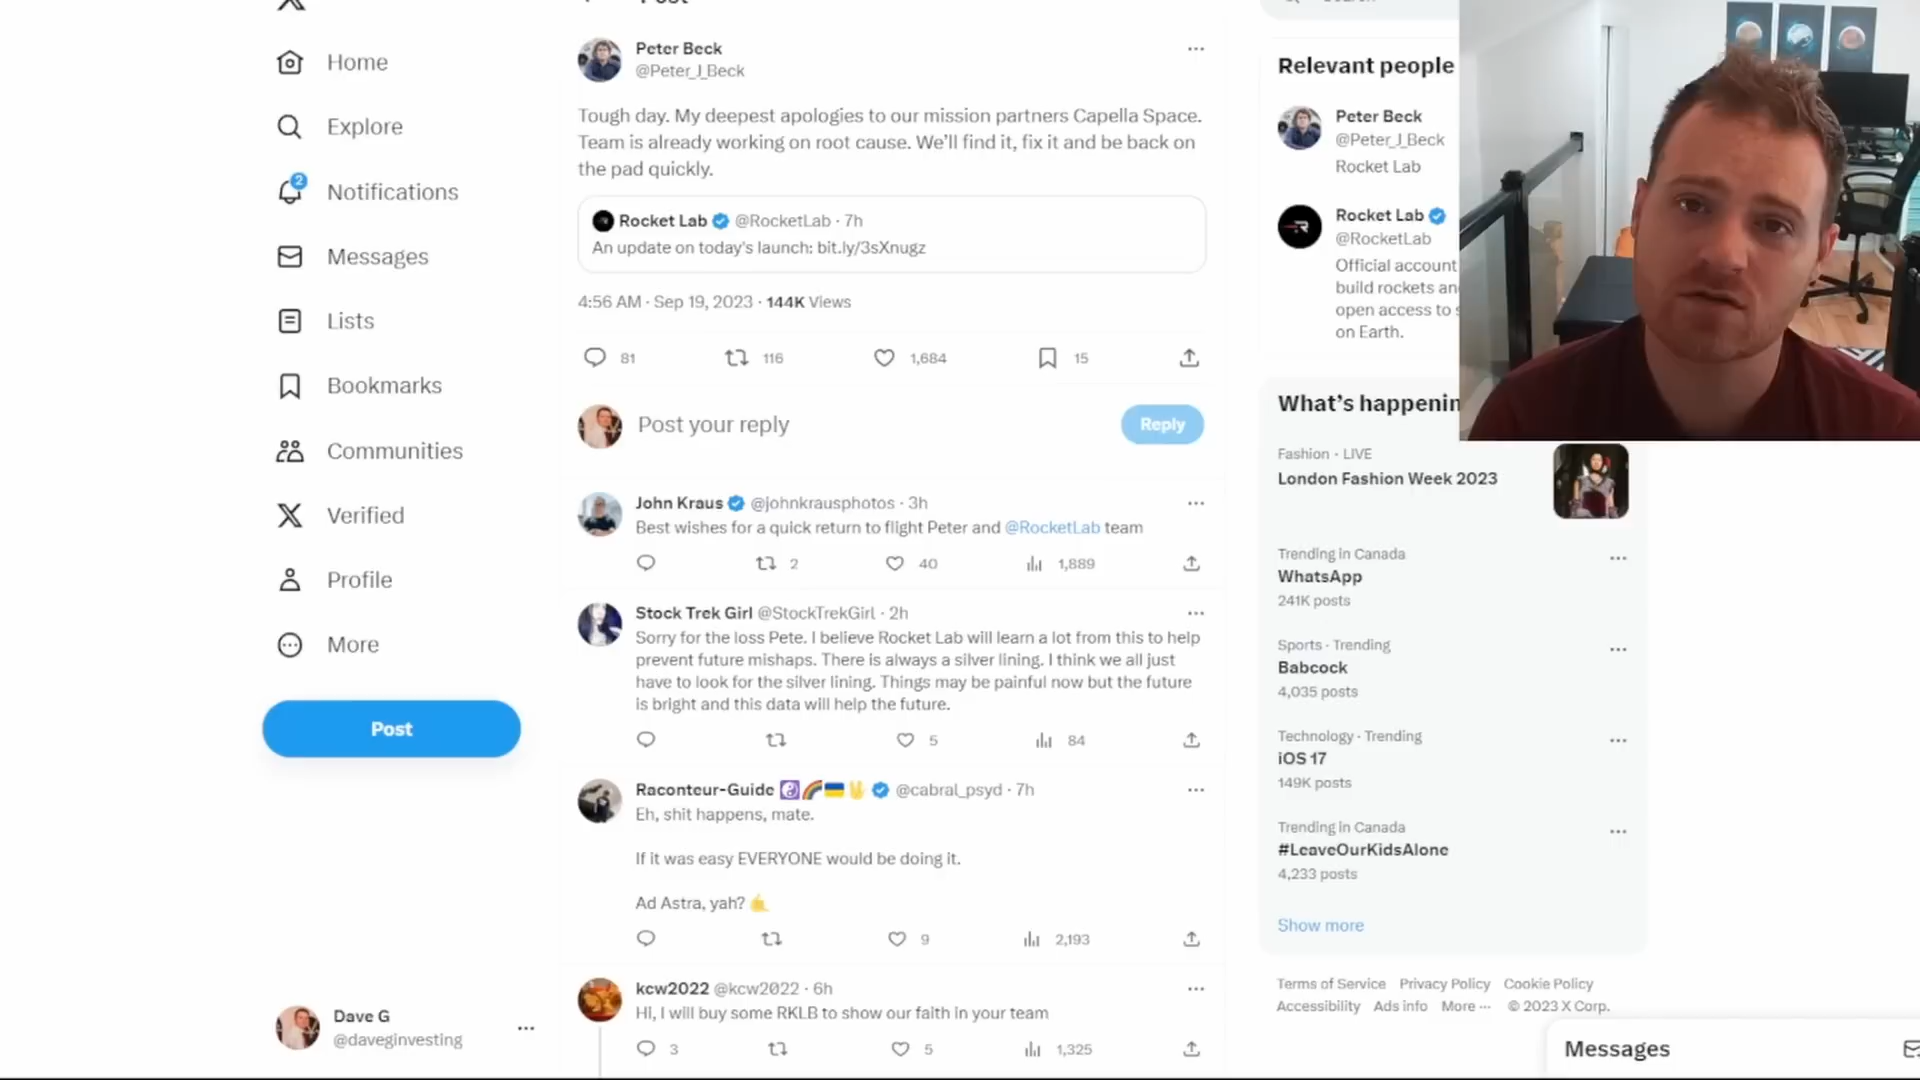 Post
Home
Explore
2
Notifications
Messages
Lists
Bookmarks
Communities
Verified
Profile
More
Post
Dave G
@daveginvesting
Peter Beck
@Peter_J_Beck
Tough day. My deepest apologies to our mission partners Capella Space.
Team is already working on root cause. We'll find it, fix it and be back on
the pad quickly.
Rocket Lab @RocketLab · 7h
An update on today's launch: bit.ly/3sXnugz
4:56 AM · Sep 19, 2023 · 144K Views
81 116 1,684 15
Post your reply
Reply
John Kraus @johnkrausphotos · 3h
Best wishes for a quick return to flight Peter and @RocketLab team
2 40 1,889
Stock Trek Girl @StockTrekGirl · 2h
Sorry for the loss Pete. I believe Rocket Lab will learn a lot from this to help
prevent future mishaps. There is always a silver lining. I think we all just
have to look for the silver lining. Things may be painful now but the future
is bright and this data will help the future.
5 84
Raconteur-Guide ☯️🌈🇺🇦🖖 @cabral_psyd · 7h
Eh, shit happens, mate.
If it was easy EVERYONE would be doing it.
Ad Astra, yah? 🤙
9 2,193
kcw2022 @kcw2022 · 6h
HI, I will buy some RKLB to show our faith in your team
3 5 1,325
Relevant people
Peter Beck
@Peter_J_Beck
Rocket Lab
Rocket Lab
@RocketLab
Official account
build rockets an
open access to s
on Earth.
What's happenin
Fashion · LIVE
London Fashion Week 2023
Trending in Canada
WhatsApp
241K posts
Sports · Trending
Babcock
4,035 posts
Technology · Trending
iOS 17
149K posts
Trending in Canada
#LeaveOurKidsAlone
4,233 posts
Show more
Terms of Service Privacy Policy Cookie Policy
Accessibility Ads info More ··· © 2023 X Corp.
Messages